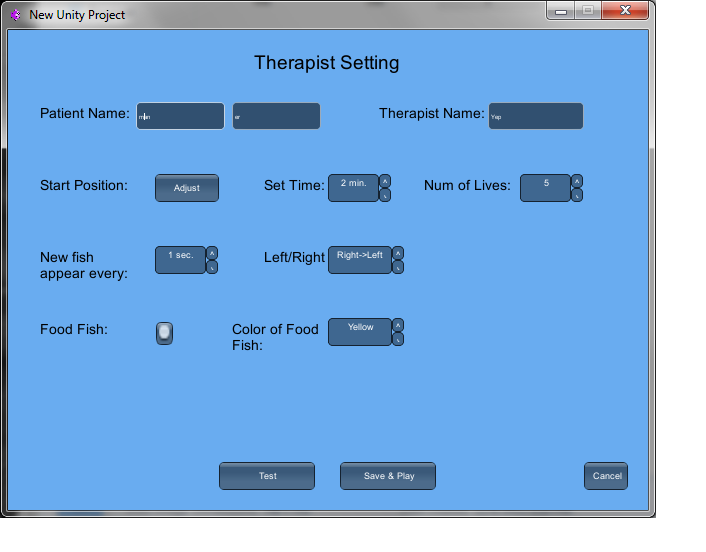 New Unity Project
Therapist Setting
Patient Name: man er Therapist Name: Yep
Start Position: Adjust Set Time: 2 min. Num of Lives: 5
New fish appear every: 1 sec. Left/Right Right->Left
Food Fish: Color of Food Fish: Yellow
Test Save & Play Cancel